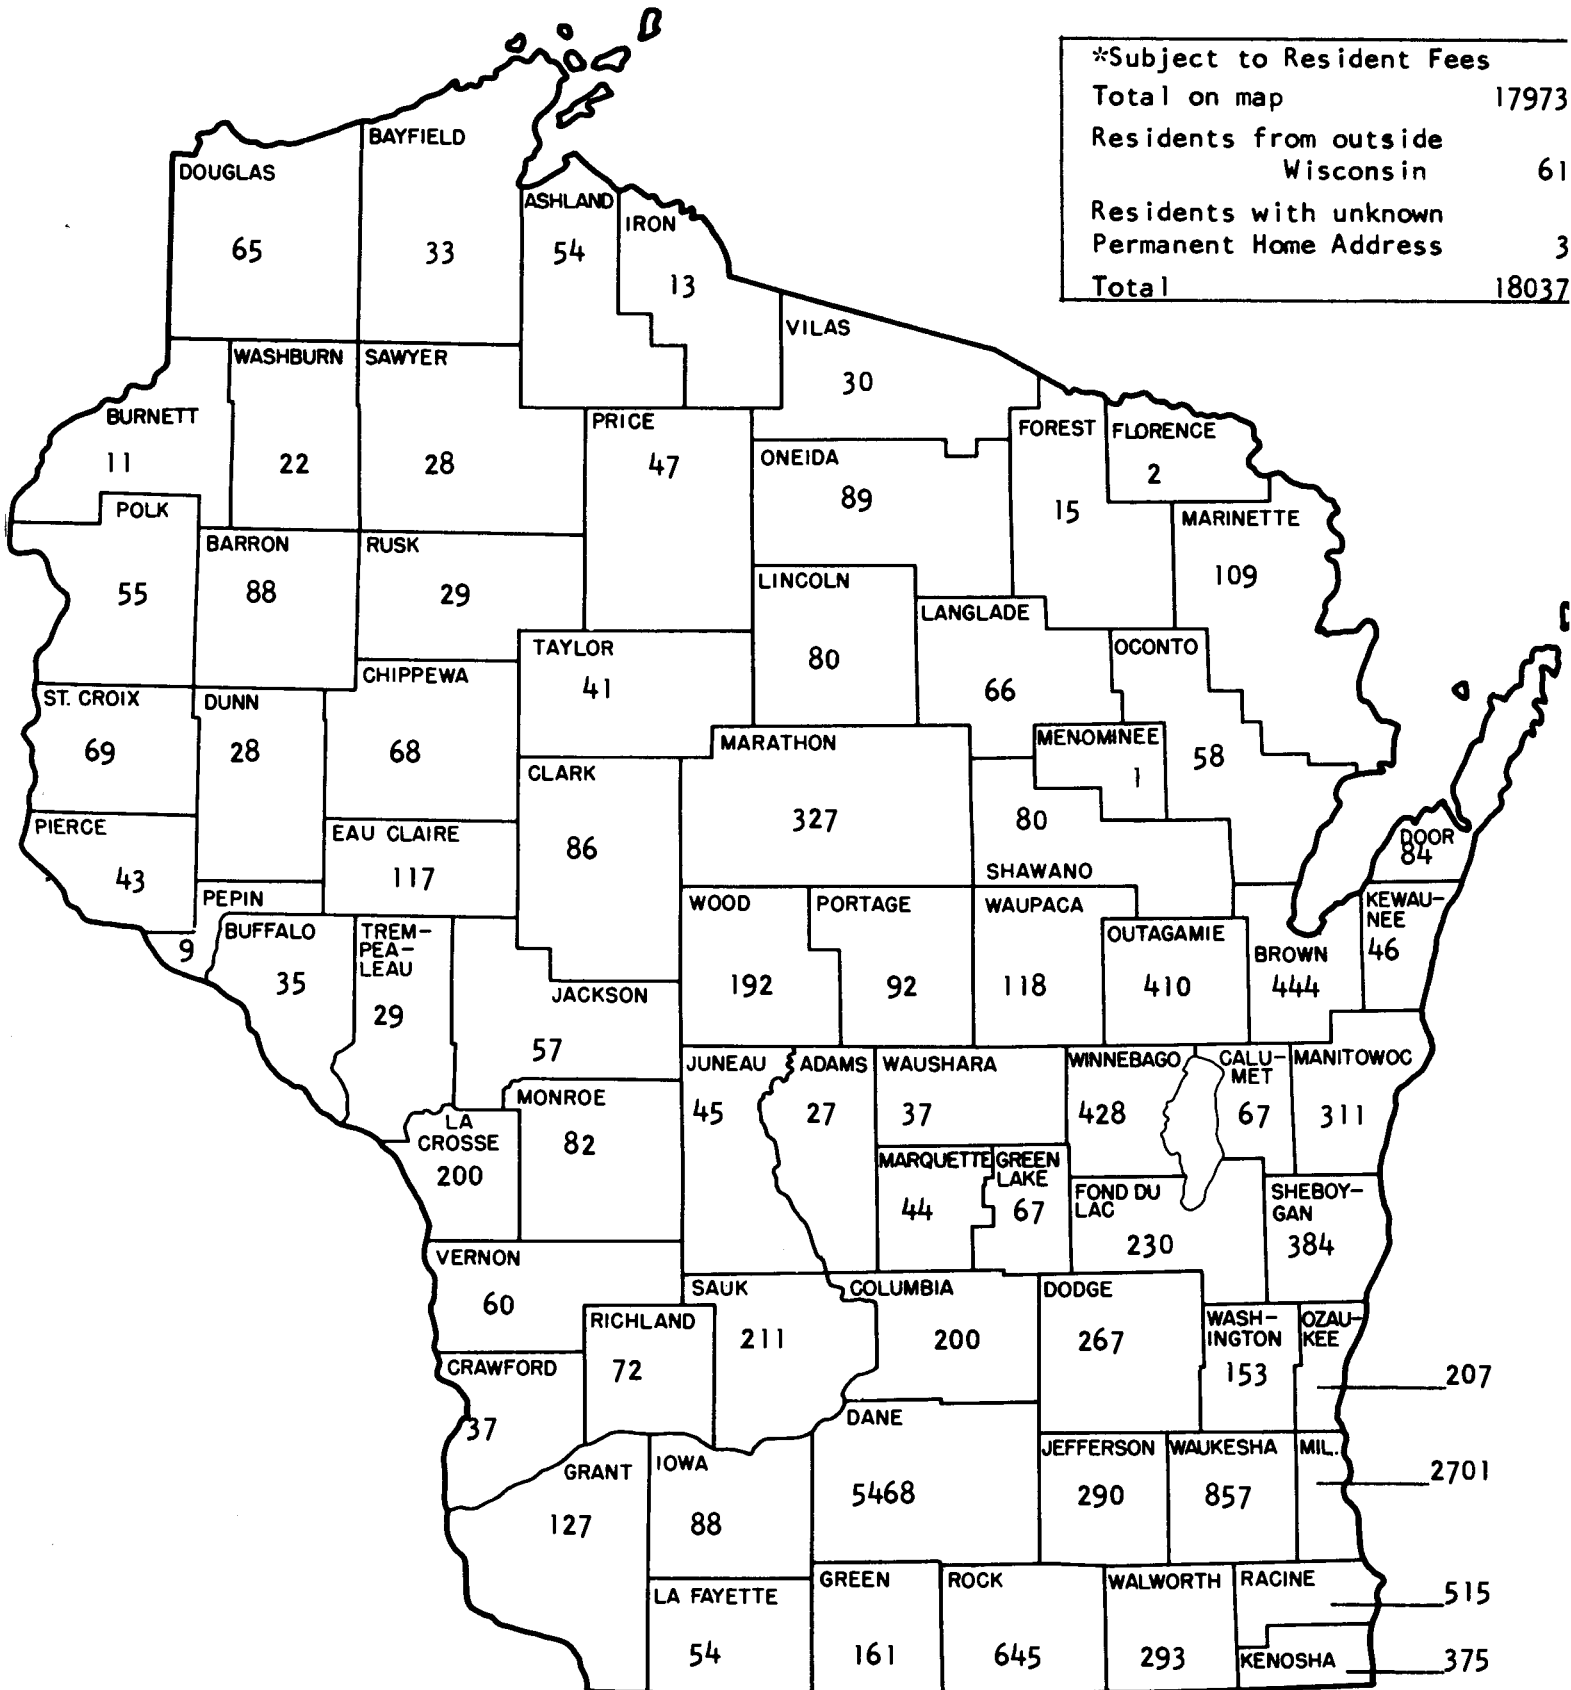 *Subject to Resident Fees
Total on map 17973
Residents from outside
Wisconsin 61
Residents with unknown
Permanent Home Address 3
Total 18037
BAYFIELD
33
DOUGLAS
65
ASHLAND
54
IRON
13
VILAS
30
WASHBURN
22
SAWYER
28
BURNETT
11
PRICE
47
FOREST
15
FLORENCE
2
ONEIDA
89
POLK
55
MARINETTE
109
BARRON
88
RUSK
29
LINCOLN
80
LANGLADE
66
TAYLOR
41
OCONTO
58
CHIPPEWA
68
ST. CROIX
69
DUNN
28
MENOMINEE
1
MARATHON
327
CLARK
86
PIERCE
43
EAU CLAIRE
117
80
SHAWANO
DOOR
84
PEPIN
9
WOOD
192
PORTAGE
92
WAUPACA
118
KEWAU-
NEE
46
BUFFALO
35
TREM-
PEA-
LEAU
29
OUTAGAMIE
410
BROWN
444
JACKSON
57
JUNEAU
45
ADAMS
27
WAUSHARA
37
WINNEBAGO
428
CALU-
MET
67
MANITOWOC
311
MONROE
82
LA
CROSSE
200
MARQUETTE
44
GREEN
LAKE
67
FOND DU
LAC
230
SHEBOY-
GAN
384
VERNON
60
SAUK
211
COLUMBIA
200
DODGE
267
RICHLAND
72
WASH-
INGTON
153
OZAU-
KEE
207
CRAWFORD
37
DANE
5468
JEFFERSON
290
WAUKESHA
857
MIL.
2701
GRANT
127
IOWA
88
LA FAYETTE
54
GREEN
161
ROCK
645
WALWORTH
293
RACINE
515
KENOSHA
375